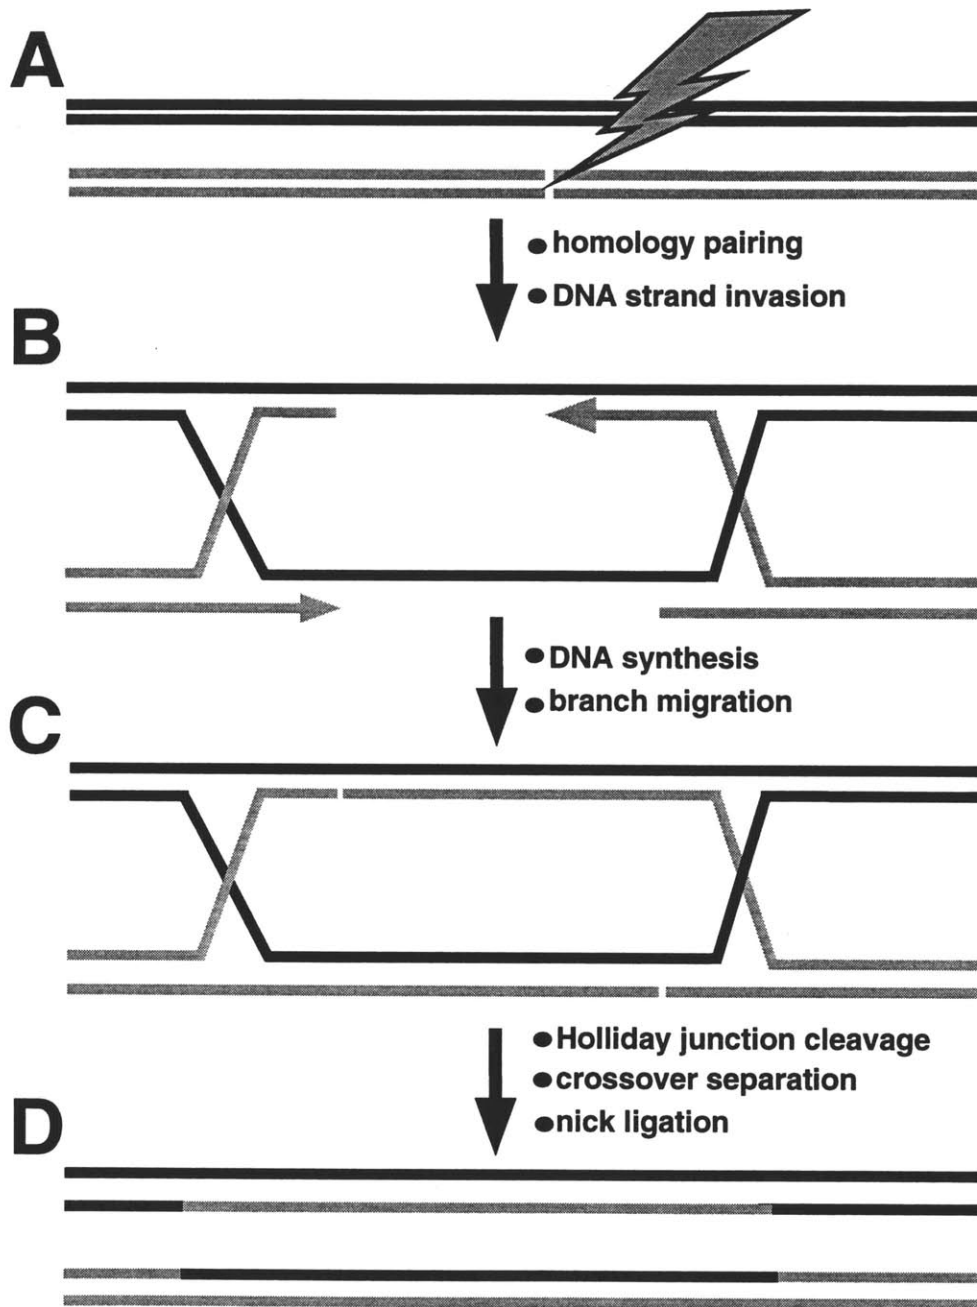 A
● homology pairing
● DNA strand invasion
B
● DNA synthesis
● branch migration
C
● Holliday junction cleavage
● crossover separation
● nick ligation
D